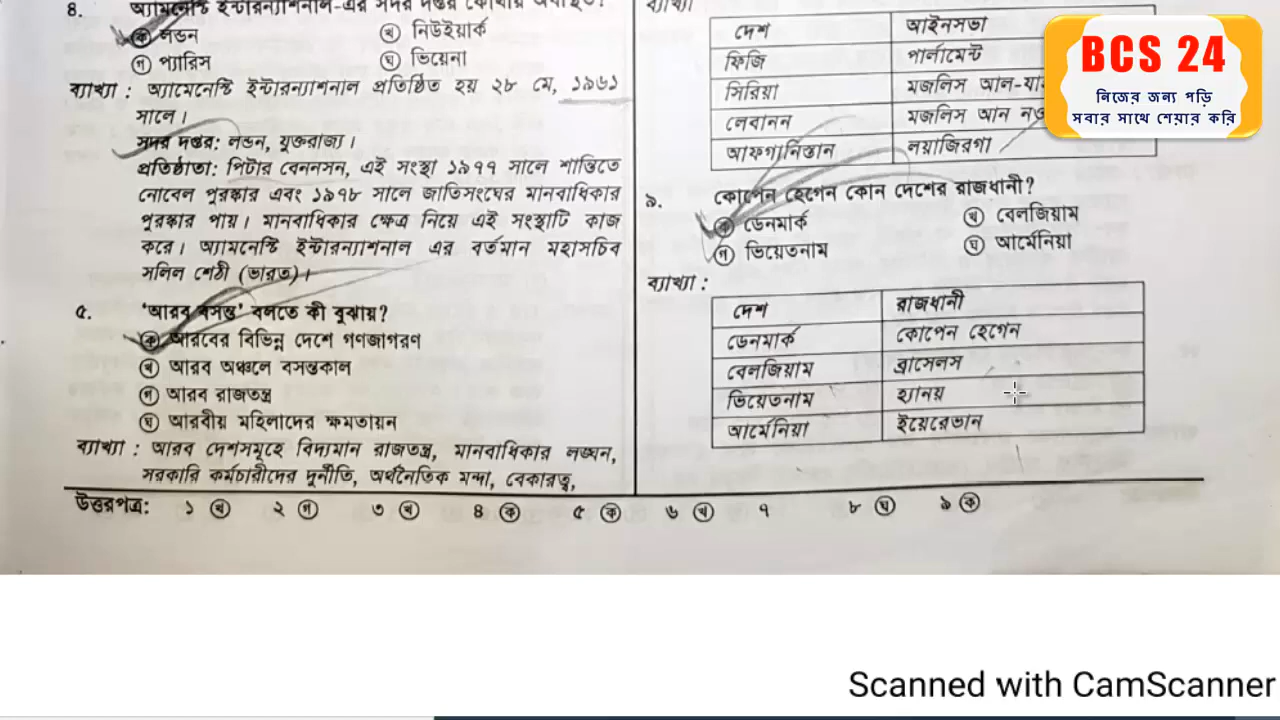 ৪. অ্যামনেস্টি ইন্টারন্যাশনাল-এর সদর দপ্তর কোথায় অবস্থিত?
ক লন্ডন খ নিউইয়ার্ক
গ প্যারিস ঘ ভিয়েনা
ব্যাখ্যা : অ্যামেনেস্টি ইন্টারন্যাশনাল প্রতিষ্ঠিত হয় ২৮ মে, ১৯৬১
সালে।
সদর দপ্তর: লন্ডন, যুক্তরাজ্য।
প্রতিষ্ঠাতা: পিটার বেননসন, এই সংস্থা ১৯৭৭ সালে শান্তিতে
নোবেল পুরস্কার এবং ১৯৭৮ সালে জাতিসংঘের মানবাধিকার
পুরস্কার পায়। মানবাধিকার ক্ষেত্র নিয়ে এই সংস্থাটি কাজ
করে। অ্যামনেস্টি ইন্টারন্যাশনাল এর বর্তমান মহাসচিব
সলিল শেঠী (ভারত)।
৫. ‘আরব বসন্ত’ বলতে কী বুঝায়?
ক আরবের বিভিন্ন দেশে গণজাগরণ
খ আরব অঞ্চলে বসন্তকাল
গ আরব রাজতন্ত্র
ঘ আরবীয় মহিলাদের ক্ষমতায়ন
ব্যাখ্যা : আরব দেশসমূহে বিদ্যমান রাজতন্ত্র, মানবাধিকার লঙ্ঘন,
সরকারি কর্মচারীদের দুর্নীতি, অর্থনৈতিক মন্দা, বেকারত্ব,
ব্যাখ্যা
দেশ আইনসভা
ফিজি পার্লামেন্ট
সিরিয়া মজলিস আল-
লেবানন মজলিস আন
আফগানিস্তান লয়াজিরগা
৯. কোপেন হেগেন কোন দেশের রাজধানী?
ক ডেনমার্ক খ বেলজিয়াম
গ ভিয়েতনাম ঘ আর্মেনিয়া
ব্যাখ্যা :
দেশ রাজধানী
ডেনমার্ক কোপেন হেগেন
বেলজিয়াম ব্রাসেলস
ভিয়েতনাম হ্যানয়
আর্মেনিয়া ইয়েরেভান
উত্তরপত্র: ১ খ ২ গ ৩ খ ৪ ক ৫ ক ৬ খ ৭ ৮ ঘ ৯ ক
BCS 24
নিজের জন্য পড়ি
সবার সাথে শেয়ার করি
Scanned with CamScanner